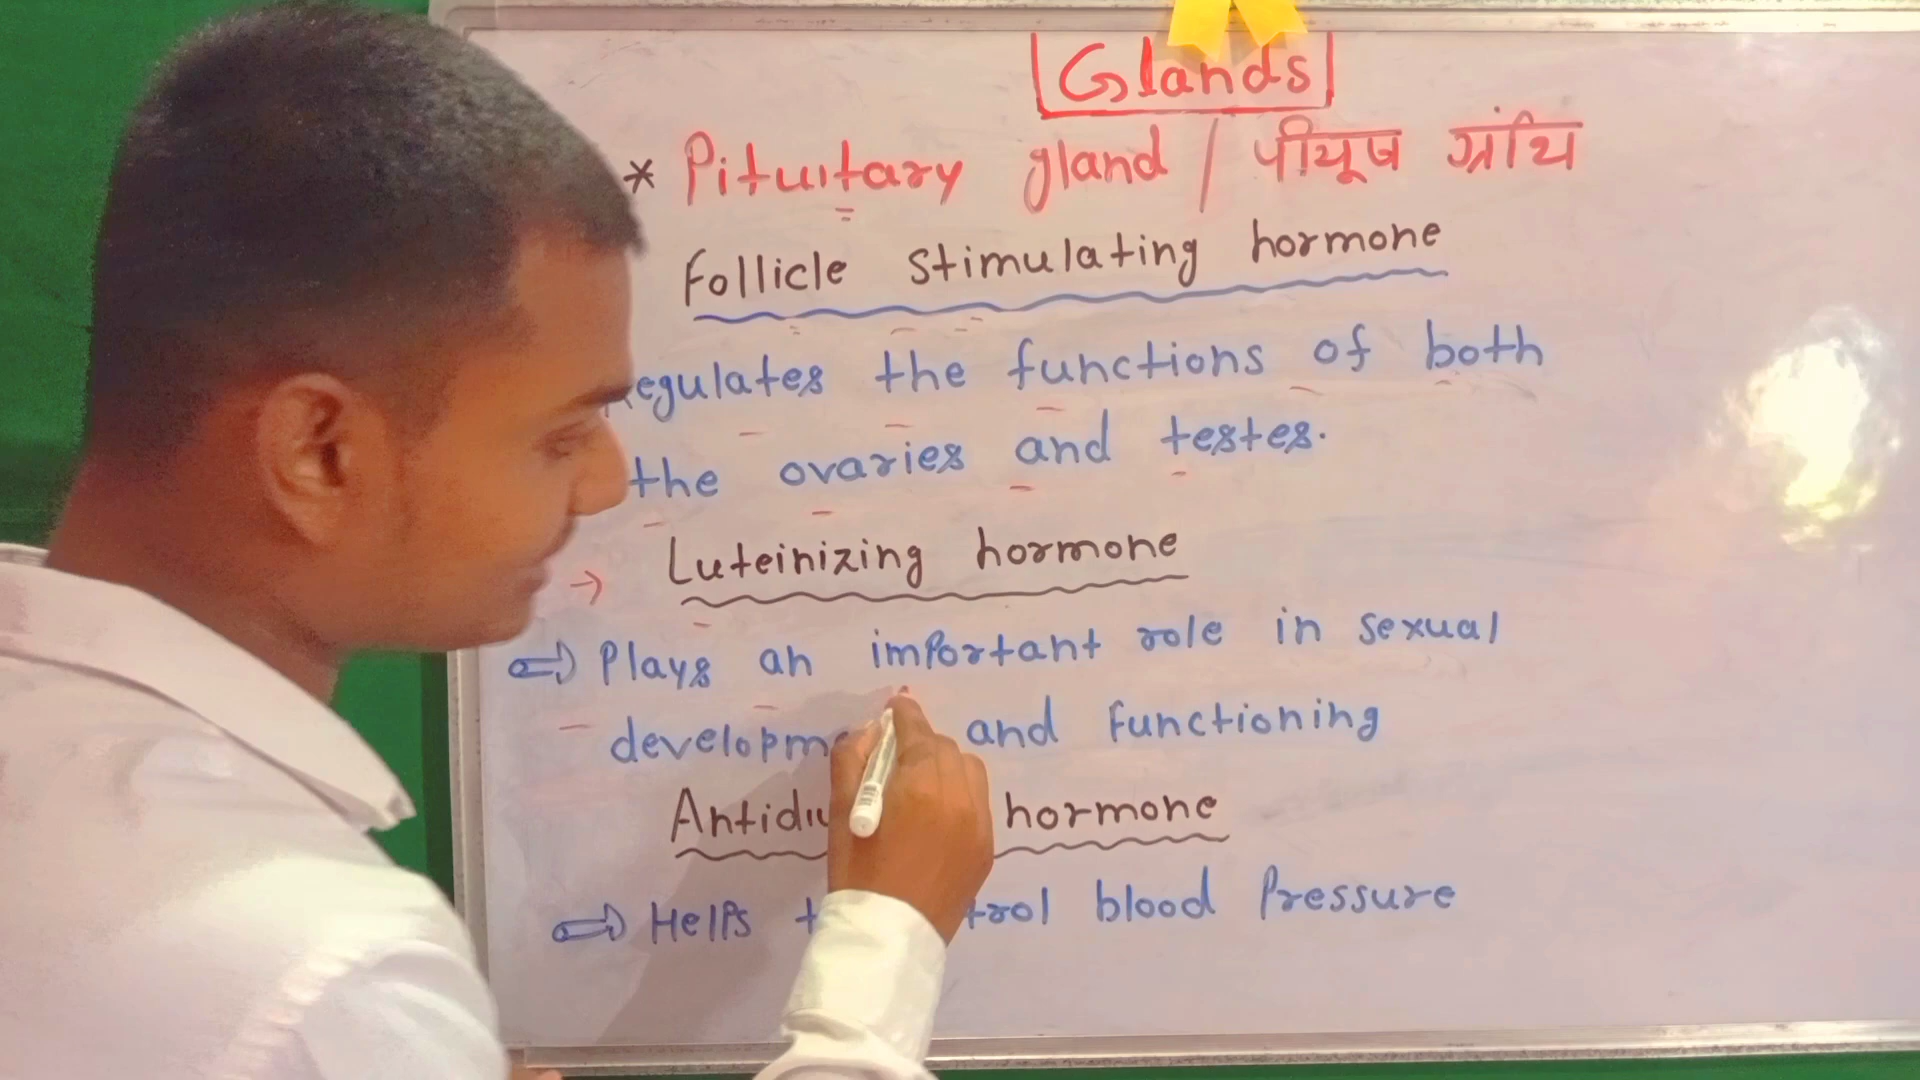 Glands
* Pituitary gland / पीयूष ग्रंथि
Follicle stimulating hormone
Regulates the functions of both
the ovaries and testes.
→ Luteinizing hormone
⇒ Plays an important role in sexual
and functioning
hormone
⇒ Helps blood Pressure